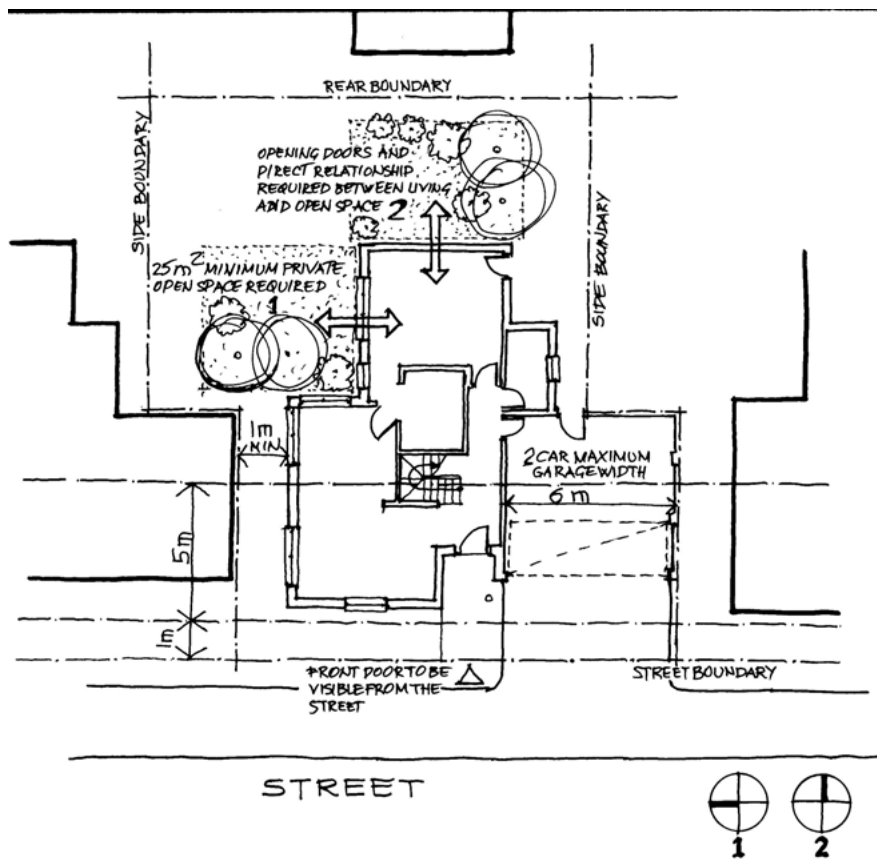 REAR BOUNDARY
SIDE BOUNDARY
OPENING DOORS AND
DIRECT RELATIONSHIP
REQUIRED BETWEEN LIVING
AND OPEN SPACE 2
SIDE BOUNDARY
25m² MINIMUM PRIVATE
OPEN SPACE REQUIRED
1
1m
MIN
2 CAR MAXIMUM
GARAGE WIDTH
6m
5m
1m
FRONT DOOR TO BE
VISIBLE FROM THE
STREET
STREET BOUNDARY
STREET
1
2